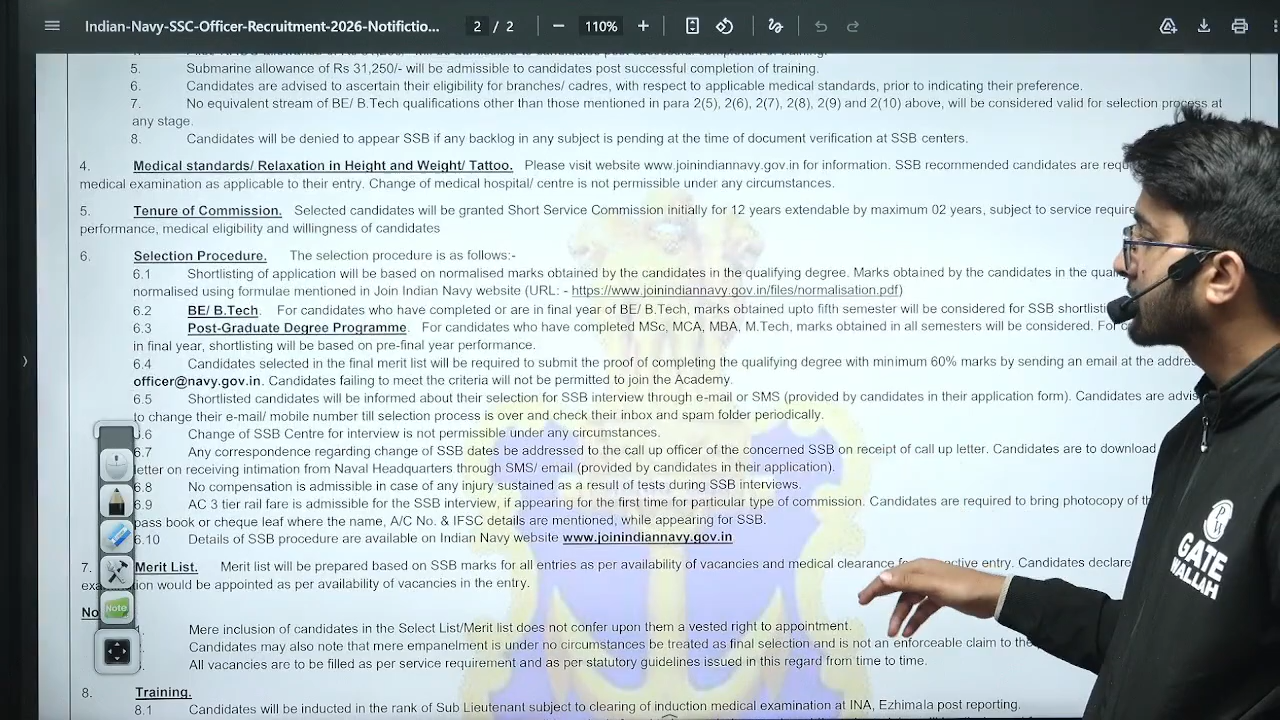 Indian-Navy-SSC-Officer-Recruitment-2026-Notifictio... 2 / 2 110%
5. Submarine allowance of Rs 31,250/- will be admissible to candidates post successful completion of training.
6. Candidates are advised to ascertain their eligibility for branches/ cadres, with respect to applicable medical standards, prior to indicating their preference.
7. No equivalent stream of BE/ B.Tech qualifications other than those mentioned in para 2(5), 2(6), 2(7), 2(8), 2(9) and 2(10) above, will be considered valid for selection process at
any stage.
8. Candidates will be denied to appear SSB if any backlog in any subject is pending at the time of document verification at SSB centers.
4. Medical standards/ Relaxation in Height and Weight/ Tattoo. Please visit website www.joinindiannavy.gov.in for information. SSB recommended candidates are
medical examination as applicable to their entry. Change of medical hospital/ centre is not permissible under any circumstances.
5. Tenure of Commission. Selected candidates will be granted Short Service Commission initially for 12 years extendable by maximum 02 years, subject to service
performance, medical eligibility and willingness of candidates
6. Selection Procedure. The selection procedure is as follows:-
6.1 Shortlisting of application will be based on normalised marks obtained by the candidates in the qualifying degree. Marks obtained by the candidates in the
normalised using formulae mentioned in Join Indian Navy website (URL: - https://www.joinindiannavy.gov.in/files/normalisation.pdf)
6.2 BE/ B.Tech. For candidates who have completed or are in final year of BE/ B.Tech, marks obtained upto fifth semester will be considered for SSB
6.3 Post-Graduate Degree Programme. For candidates who have completed MSc, MCA, MBA, M.Tech, marks obtained in all semesters will be considered. For
in final year, shortlisting will be based on pre-final year performance.
6.4 Candidates selected in the final merit list will be required to submit the proof of completing the qualifying degree with minimum 60% marks by sending an email at the
officer@navy.gov.in. Candidates failing to meet the criteria will not be permitted to join the Academy.
6.5 Shortlisted candidates will be informed about their selection for SSB interview through e-mail or SMS (provided by candidates in their application form). Candidates are
to change their e-mail/ mobile number till selection process is over and check their inbox and spam folder periodically.
.6 Change of SSB Centre for interview is not permissible under any circumstances.
6.7 Any correspondence regarding change of SSB dates be addressed to the call up officer of the concerned SSB on receipt of call up letter. Candidates are to download
letter on receiving intimation from Naval Headquarters through SMS/ email (provided by candidates in their application).
6.8 No compensation is admissible in case of any injury sustained as a result of tests during SSB interviews.
6.9 AC 3 tier rail fare is admissible for the SSB interview, if appearing for the first time for particular type of commission. Candidates are required to bring photocopy of
pass book or cheque leaf where the name, A/C No. & IFSC details are mentioned, while appearing for SSB.
6.10 Details of SSB procedure are available on Indian Navy website www.joinindiannavy.gov.in
7. Merit List. Merit list will be prepared based on SSB marks for all entries as per availability of vacancies and medical clearance Candidates
would be appointed as per availability of vacancies in the entry.
No
Mere inclusion of candidates in the Select List/Merit list does not confer upon them a vested right to appointment.
Candidates may also note that mere empanelment is under no circumstances be treated as final selection and is not an enforceable claim to the
All vacancies are to be filled as per service requirement and as per statutory guidelines issued in this regard from time to time.
8. Training.
8.1 Candidates will be inducted in the rank of Sub Lieutenant subject to clearing of induction medical examination at INA, Ezhimala post reporting.
Note
PW
GATE
WALLAH